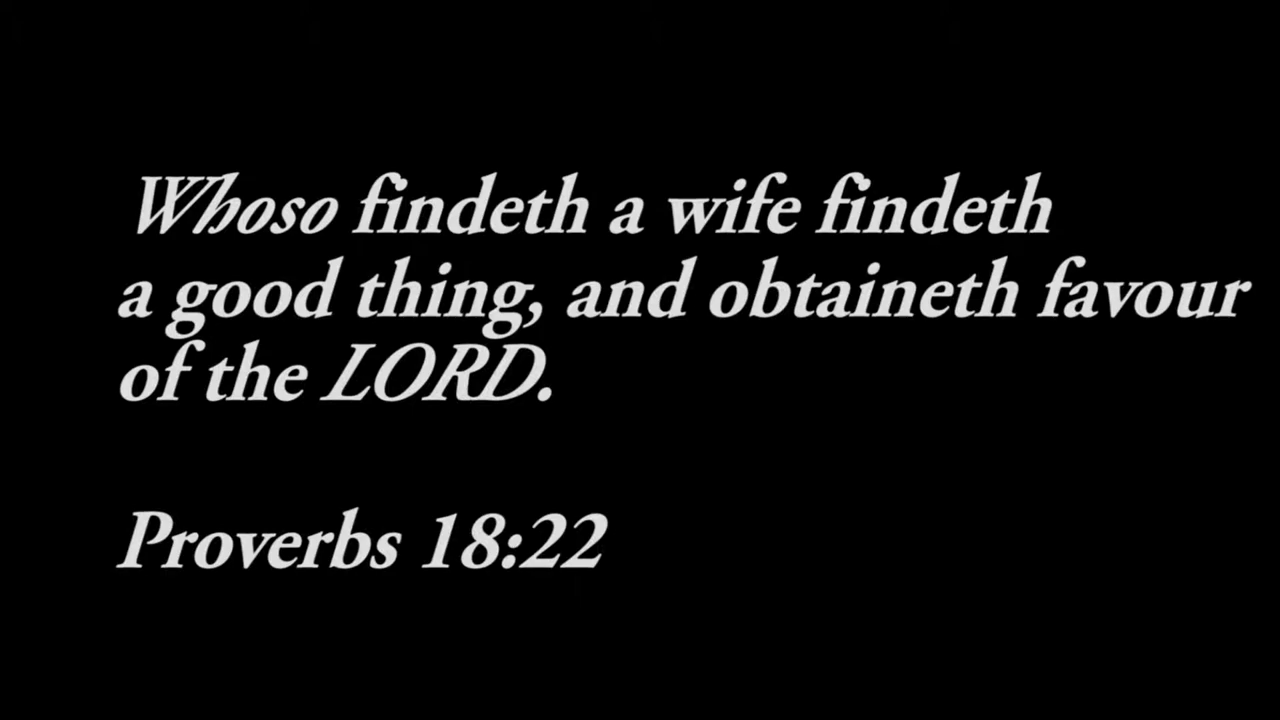 Whoso findeth a wife findeth
a good thing, and obtaineth favour
of the LORD.
Proverbs 18:22